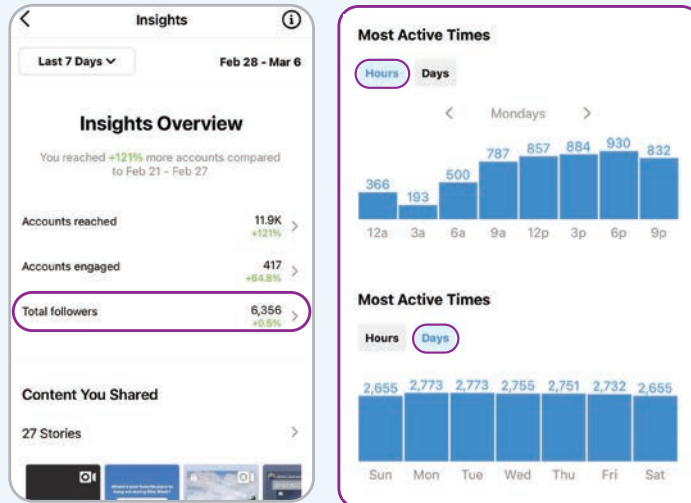 Insights
Last 7 Days
Feb 28 - Mar 6
Insights Overview
You reached +121% more accounts compared
to Feb 21 - Feb 27
Accounts reached
11.9K
+121%
Accounts engaged
417
+64.8%
Total followers
6,356
+0.5%
Content You Shared
27 Stories
Most Active Times
Hours Days
Mondays
366 193 500 787 857 884 930 832
12a 3a 6a 9a 12p 3p 6p 9p
Most Active Times
Hours Days
2,655 2,773 2,773 2,755 2,751 2,732 2,655
Sun Mon Tue Wed Thu Fri Sat